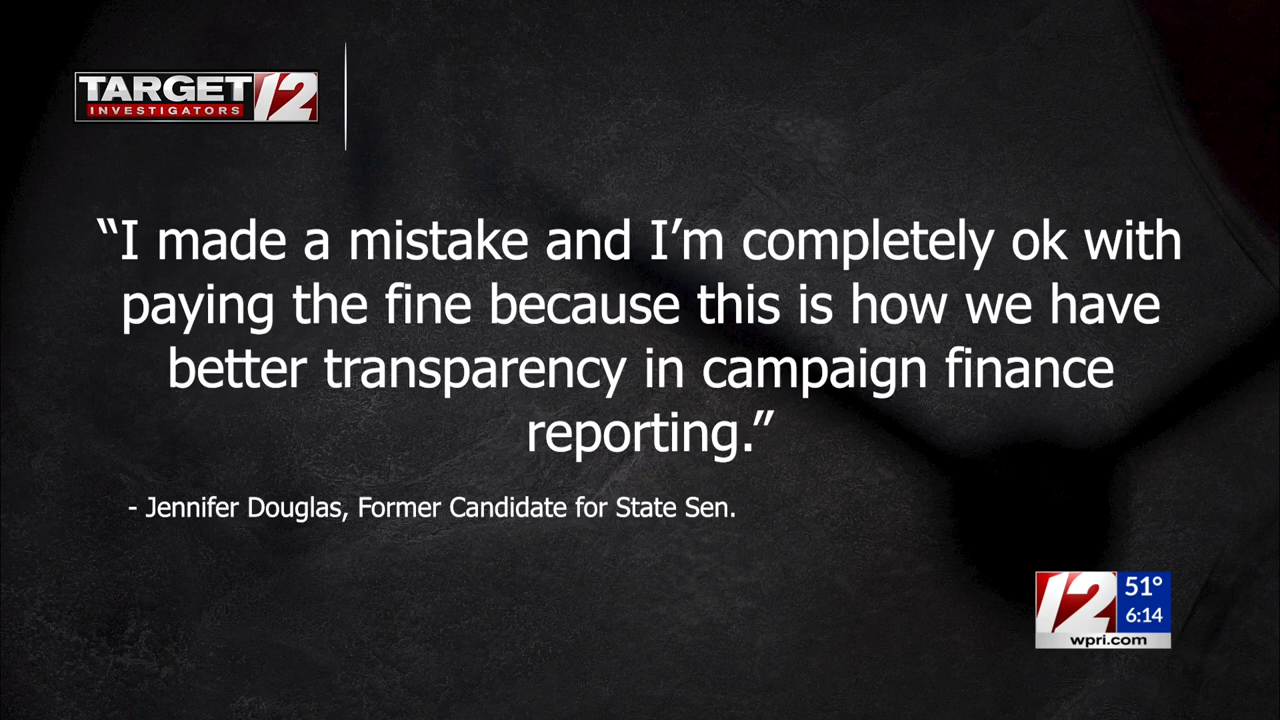 TARGET 12
INVESTIGATORS
“I made a mistake and I’m completely ok with
paying the fine because this is how we have
better transparency in campaign finance
reporting.”
- Jennifer Douglas, Former Candidate for State Sen.
12 51°
6:14
wpri.com